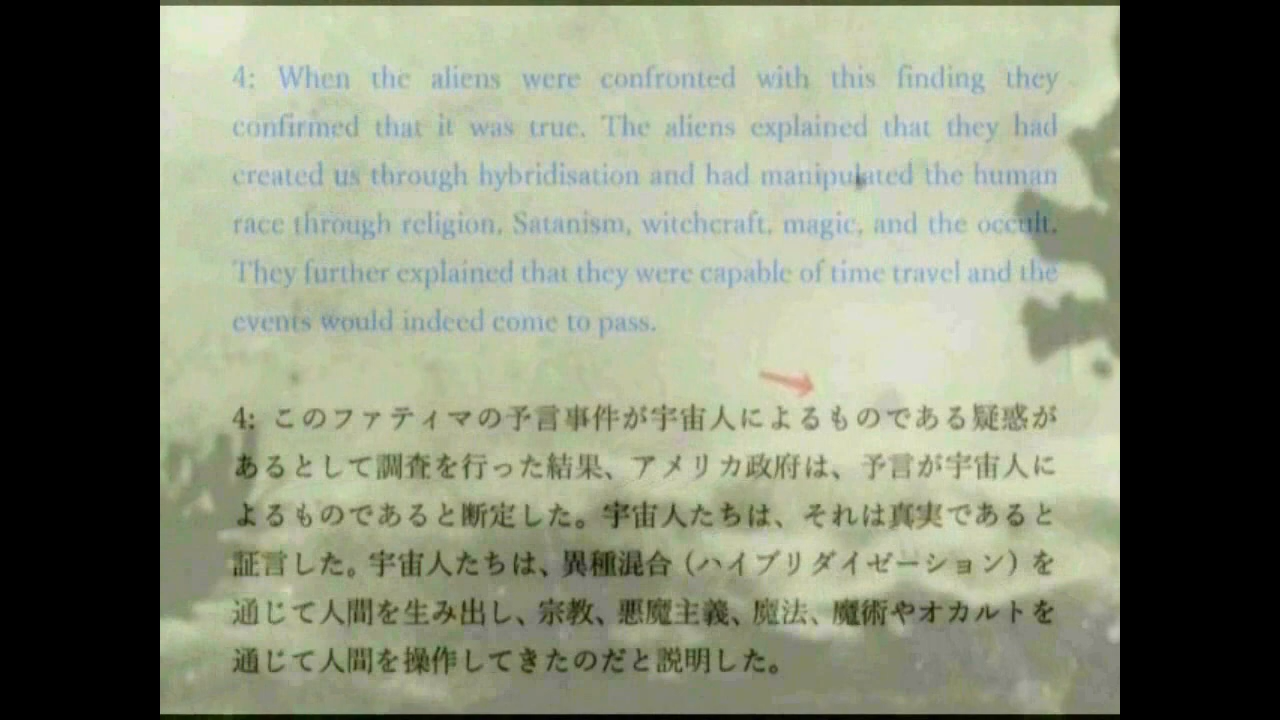 4: When the aliens were confronted with this finding they
confirmed that it was true. The aliens explained that they had
created us through hybridisation and had manipulated the human
race through religion, Satanism, witchcraft, magic, and the occult.
They further explained that they were capable of time travel and the
events would indeed come to pass.
4: このファティマの予言事件が宇宙人によるものである疑惑が
あるとして調査を行った結果、アメリカ政府は、予言が宇宙人に
よるものであると断定した。宇宙人たちは、それは真実であると
証言した。宇宙人たちは、異種混合（ハイブリダイゼーション）を
通じて人間を生み出し、宗教、悪魔主義、魔法、魔術やオカルトを
通じて人間を操作してきたのだと説明した。